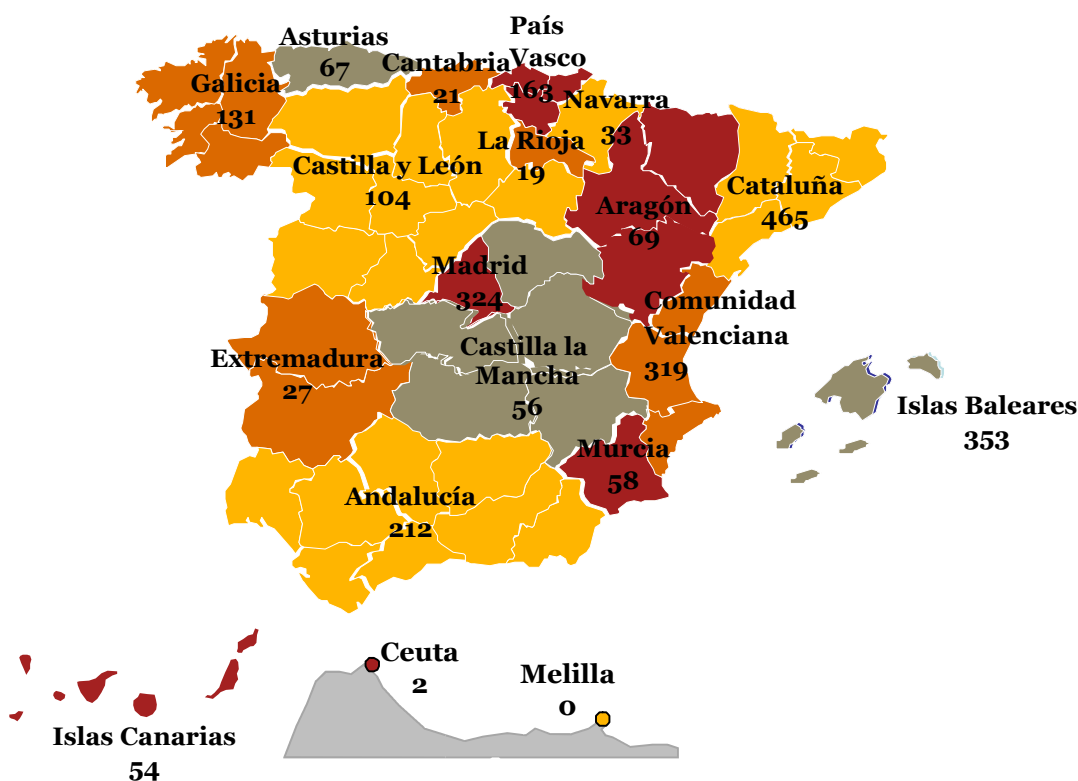 País
Vasco
163
Asturias
67
Cantabria
21
Galicia
131
Navarra
33
La Rioja
19
Castilla y León
104
Cataluña
465
Aragón
69
Madrid
324
Comunidad
Valenciana
319
Extremadura
27
Castilla la
Mancha
56
Islas Baleares
353
Murcia
58
Andalucía
212
Ceuta
2
Melilla
0
Islas Canarias
54